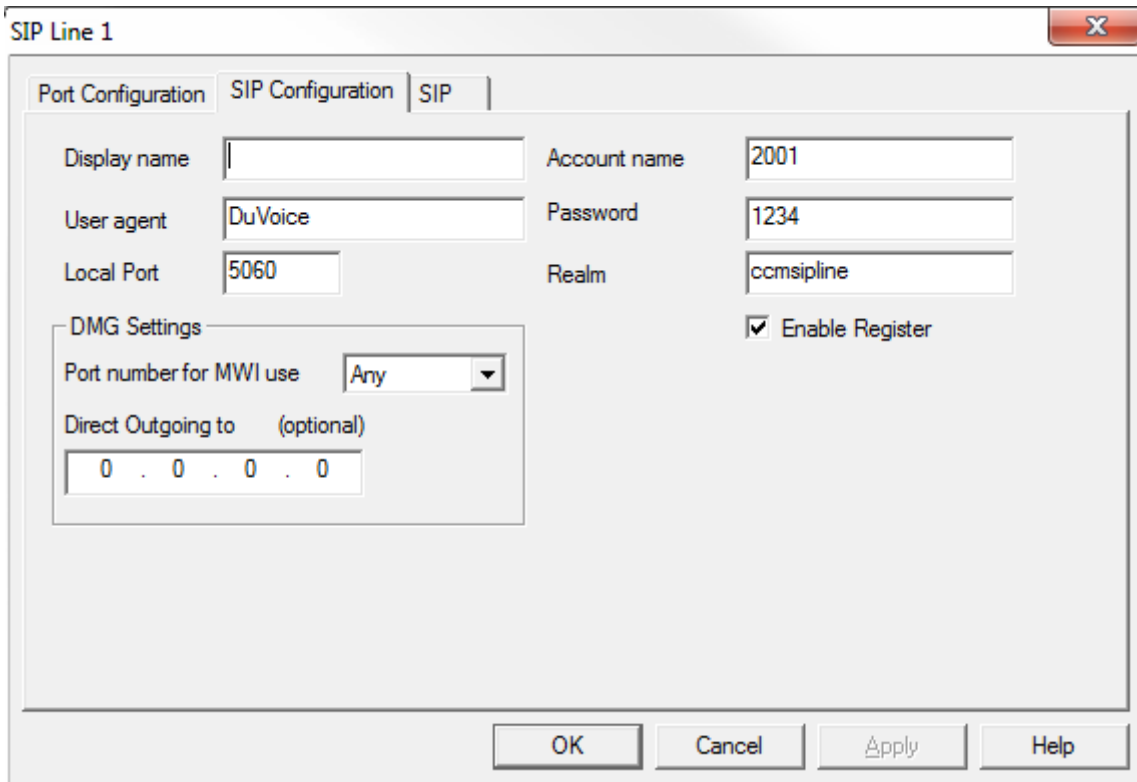 SIP Line 1
Port Configuration SIP Configuration SIP
Display name
Account name 2001
User agent DuVoice
Password 1234
Local Port 5060
Realm ccmsipline
DMG Settings
Enable Register
Port number for MWI use Any
Direct Outgoing to (optional)
0 . 0 . 0 . 0
OK Cancel Apply Help